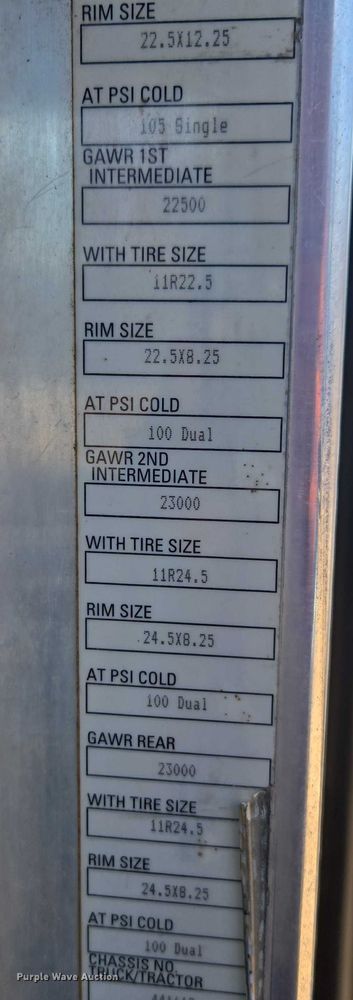 RIM SIZE
22.5X12.25
AT PSI COLD
105 Single
GAWR 1ST
INTERMEDIATE
22500
WITH TIRE SIZE
11R22.5
RIM SIZE
22.5X8.25
AT PSI COLD
100 Dual
GAWR 2ND
INTERMEDIATE
23000
WITH TIRE SIZE
11R24.5
RIM SIZE
24.5X8.25
AT PSI COLD
100 Dual
GAWR REAR
23000
WITH TIRE SIZE
11R24.5
RIM SIZE
24.5X8.25
AT PSI COLD
100 Dual
CHASSIS NO.
TRUCK/TRACTOR
Purple Wave Auction